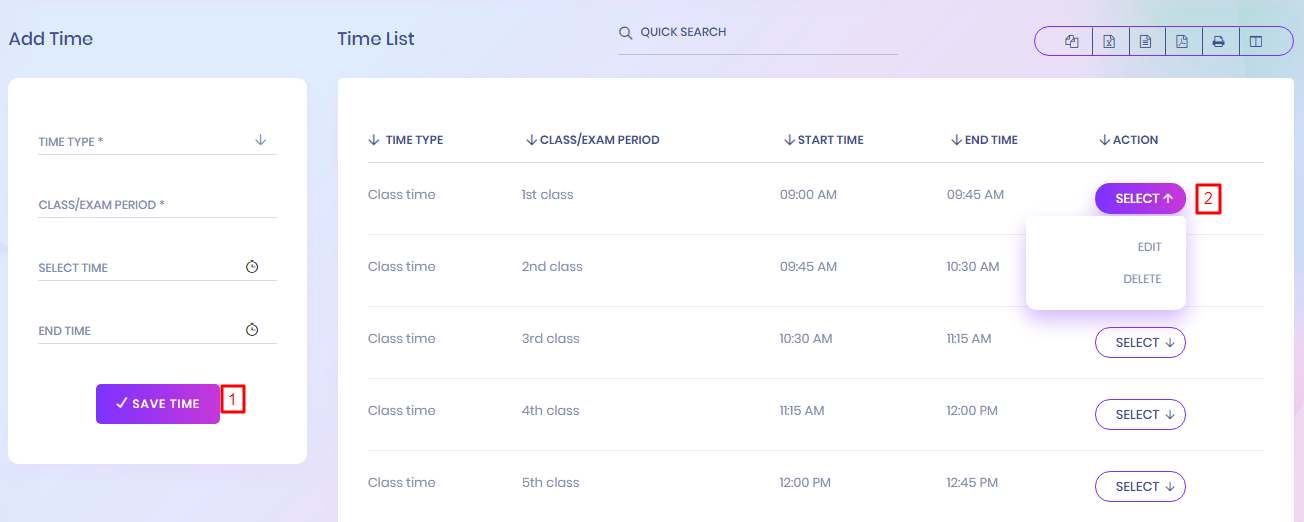 Add Time
Time List
QUICK SEARCH
TIME TYPE *
CLASS/EXAM PERIOD *
SELECT TIME
END TIME
SAVE TIME
1
TIME TYPE CLASS/EXAM PERIOD START TIME END TIME ACTION
Class time 1st class 09:00 AM 09:45 AM SELECT
2
EDIT
DELETE
Class time 2nd class 09:45 AM 10:30 AM
Class time 3rd class 10:30 AM 11:15 AM SELECT
Class time 4th class 11:15 AM 12:00 PM SELECT
Class time 5th class 12:00 PM 12:45 PM SELECT